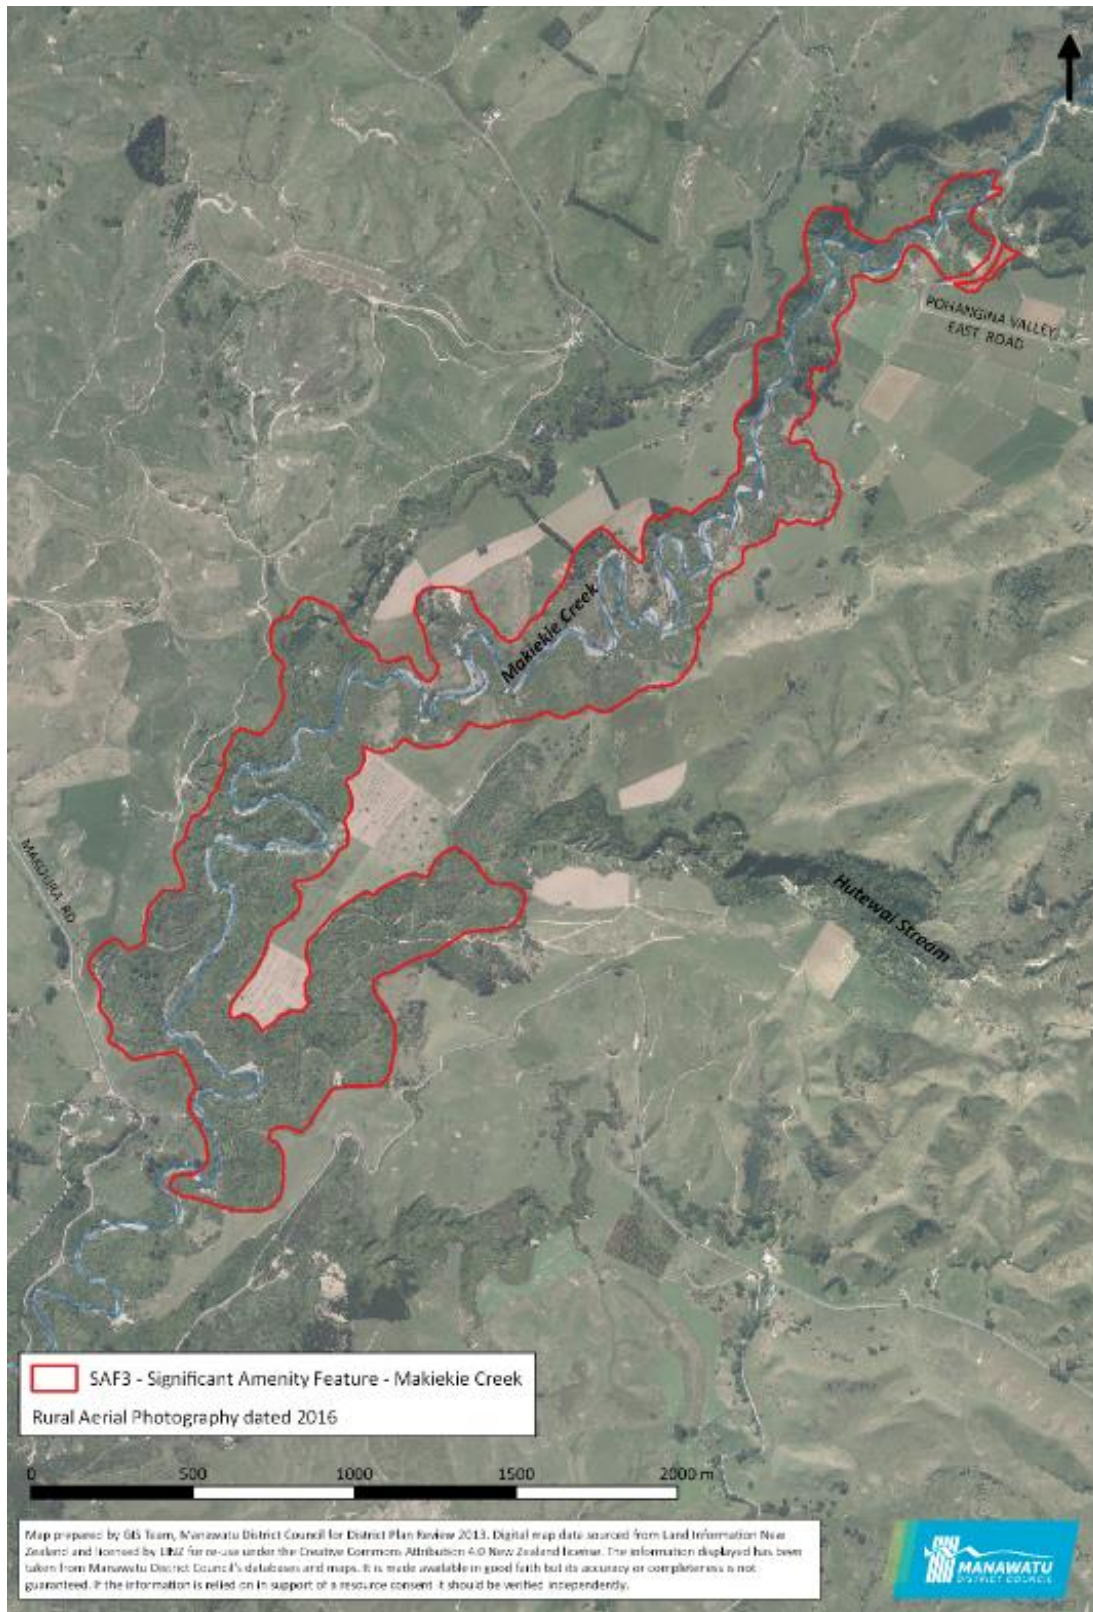 POHANGINA VALLEY
EAST ROAD
Makiekie Creek
MAKOURA RD
Hutewai Stream
SAF3 - Significant Amenity Feature - Makiekie Creek
Rural Aerial Photography dated 2016
0 500 1000 1500 2000 m
Map prepared by GIS Team, Manawatu District Council for District Plan Review 2013. Digital map data sourced from Land Information New
Zealand and licensed by LINZ for re-use under the Creative Commons Attribution 4.0 New Zealand license. The information displayed has been
taken from Manawatu District Council's databases and maps. It is made available in good faith but its accuracy or completeness is not
guaranteed. If the information is relied on in support of a resource consent it should be verified independently.
MANAWATU
DISTRICT COUNCIL